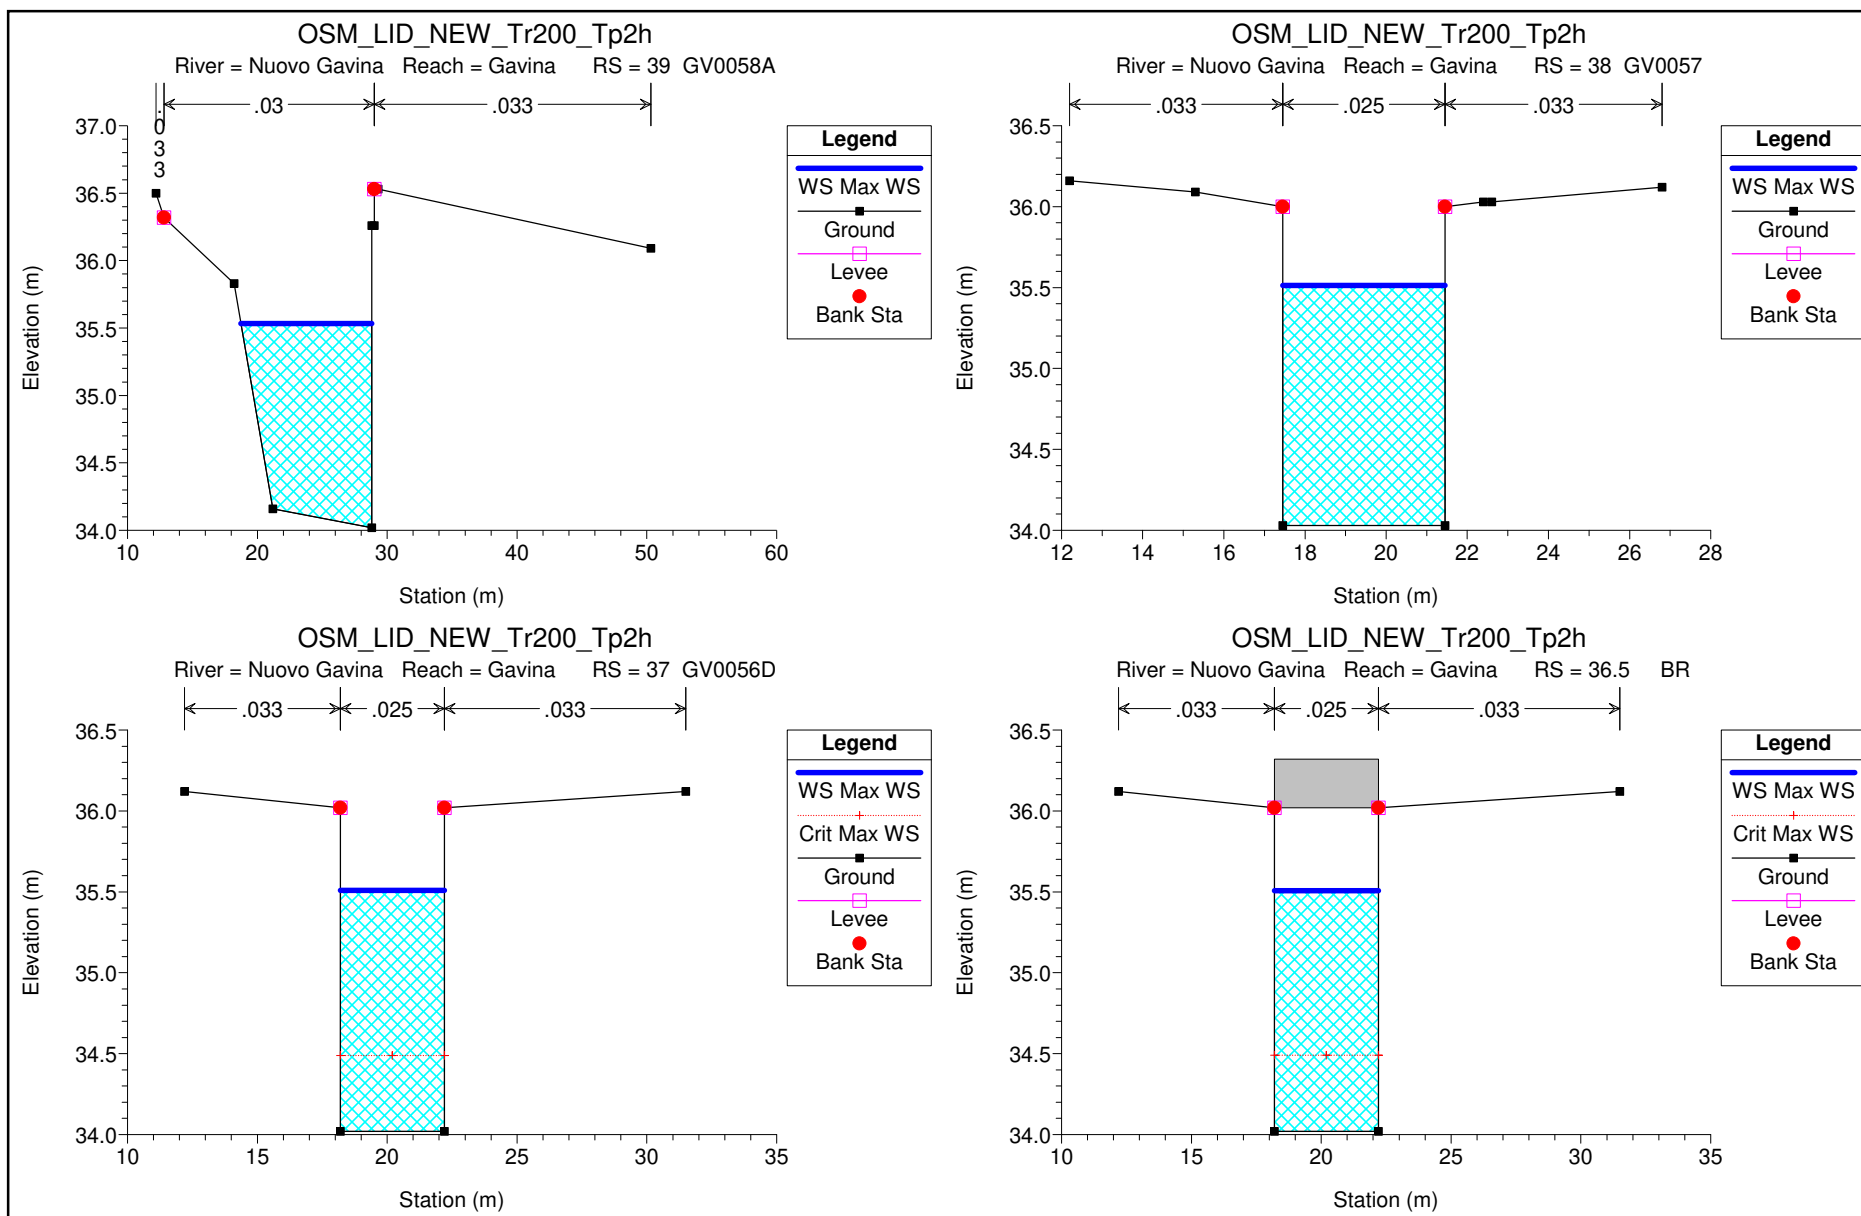 OSM_LID_NEW_Tr200_Tp2h
River = Nuovo Gavina Reach = Gavina RS = 39 GV0058A
.033
.03
.033
37.0
36.5
36.0
35.5
35.0
34.5
34.0
Elevation (m)
10 20 30 40 50 60
Station (m)
Legend
WS Max WS
Ground
Levee
Bank Sta
OSM_LID_NEW_Tr200_Tp2h
River = Nuovo Gavina Reach = Gavina RS = 38 GV0057
.033
.025
.033
36.5
36.0
35.5
35.0
34.5
34.0
Elevation (m)
12 14 16 18 20 22 24 26 28
Station (m)
Legend
WS Max WS
Ground
Levee
Bank Sta
OSM_LID_NEW_Tr200_Tp2h
River = Nuovo Gavina Reach = Gavina RS = 37 GV0056D
.033
.025
.033
36.5
36.0
35.5
35.0
34.5
34.0
Elevation (m)
10 15 20 25 30 35
Station (m)
Legend
WS Max WS
Crit Max WS
Ground
Levee
Bank Sta
OSM_LID_NEW_Tr200_Tp2h
River = Nuovo Gavina Reach = Gavina RS = 36.5 BR
.033
.025
.033
36.5
36.0
35.5
35.0
34.5
34.0
Elevation (m)
10 15 20 25 30 35
Station (m)
Legend
WS Max WS
Crit Max WS
Ground
Levee
Bank Sta